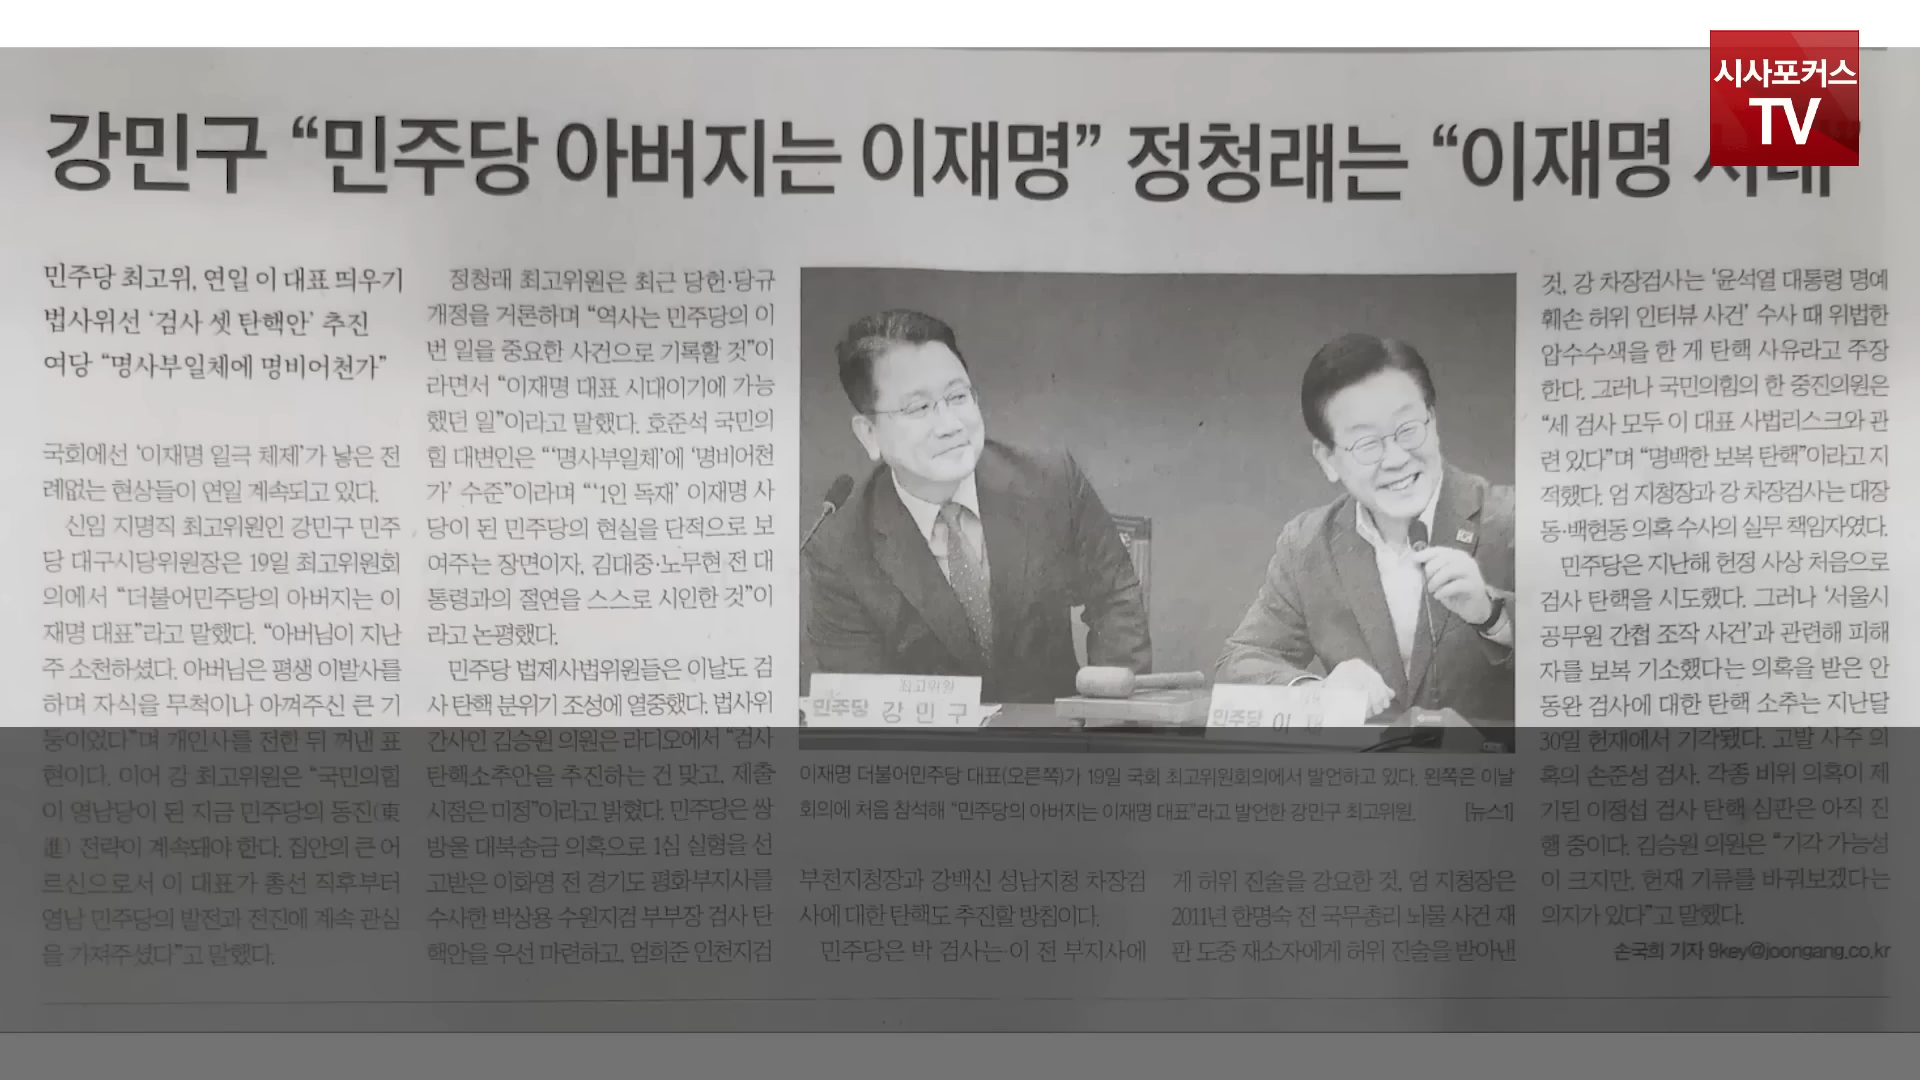 시사포커스
TV
강민구 “민주당 아버지는 이재명” 정청래는 “이재명 시대”
민주당 최고위, 연일 이 대표 띄우기
법사위선 ‘검사 셋 탄핵안’ 추진
여당 “명사부일체에 명비어천가”
국회에선 ‘이재명 일극 체제’가 낳은 전
례없는 현상들이 연일 계속되고 있다.
신임 지명직 최고위원인 강민구 민주
당 대구시당위원장은 19일 최고위원회
의에서 “더불어민주당의 아버지는 이
재명 대표”라고 말했다. “아버님이 지난
주 소천하셨다. 아버님은 평생 이발사를
하며 자식을 무척이나 아껴주신 큰 기
둥이었다”며 개인사를 전한 뒤 꺼낸 표
현이다. 이어 강 최고위원은 “국민의힘
이 영남당이 된 지금 민주당의 동진(東
進) 전략이 계속돼야 한다. 집안의 큰 어
르신으로서 이 대표가 총선 직후부터
영남 민주당의 발전과 전진에 계속 관심
을 가져주셨다”고 말했다.
정청래 최고위원은 최근 당헌·당규
개정을 거론하며 “역사는 민주당의 이
번 일을 중요한 사건으로 기록할 것”이
라면서 “이재명 대표 시대이기에 가능
했던 일”이라고 말했다. 호준석 국민의
힘 대변인은 “‘명사부일체’에 ‘명비어천
가’ 수준”이라며 “‘1인 독재’ 이재명 사
당이 된 민주당의 현실을 단적으로 보
여주는 장면이자, 김대중·노무현 전 대
통령과의 절연을 스스로 시인한 것”이
라고 논평했다.
민주당 법제사법위원들은 이날도 검
사 탄핵 분위기 조성에 열중했다. 법사위
간사인 김승원 의원은 라디오에서 “검사
탄핵소추안을 추진하는 건 맞고, 제출
시점은 미정”이라고 밝혔다. 민주당은 쌍
방울 대북송금 의혹으로 1심 실형을 선
고받은 이화영 전 경기도 평화부지사를
수사한 박상용 수원지검 부부장 검사 탄
핵안을 우선 마련하고, 엄희준 인천지검
최고위원
민주당 강민구
민주당 이재
이재명 더불어민주당 대표(오른쪽)가 19일 국회 최고위원회의에서 발언하고 있다. 왼쪽은 이날
회의에 처음 참석해 “민주당의 아버지는 이재명 대표”라고 발언한 강민구 최고위원. [뉴스1]
부천지청장과 강백신 성남지청 차장검
사에 대한 탄핵도 추진할 방침이다.
민주당은 박 검사는 이 전 부지사에
게 허위 진술을 강요한 것, 엄 지청장은
2011년 한명숙 전 국무총리 뇌물 사건 재
판 도중 재소자에게 허위 진술을 받아낸
것, 강 차장검사는 ‘윤석열 대통령 명예
훼손 허위 인터뷰 사건’ 수사 때 위법한
압수수색을 한 게 탄핵 사유라고 주장
한다. 그러나 국민의힘의 한 중진의원은
“세 검사 모두 이 대표 사법리스크와 관
련 있다”며 “명백한 보복 탄핵”이라고 지
적했다. 엄 지청장과 강 차장검사는 대장
동·백현동 의혹 수사의 실무 책임자였다.
민주당은 지난해 헌정 사상 처음으로
검사 탄핵을 시도했다. 그러나 ‘서울시
공무원 간첩 조작 사건’과 관련해 피해
자를 보복 기소했다는 의혹을 받은 안
동완 검사에 대한 탄핵 소추는 지난달
30일 헌재에서 기각됐다. 고발 사주 의
혹의 손준성 검사, 각종 비위 의혹이 제
기된 이정섭 검사 탄핵 심판은 아직 진
행 중이다. 김승원 의원은 “기각 가능성
이 크지만, 헌재 기류를 바꿔보겠다는
의지가 있다”고 말했다.
손국희 기자 9key@joongang.co.kr